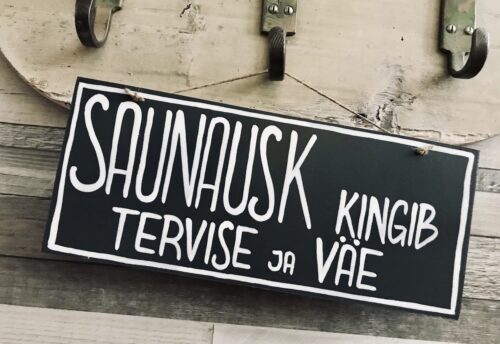 SAUNAUSK KINGIB
TERVISE JA VÄE